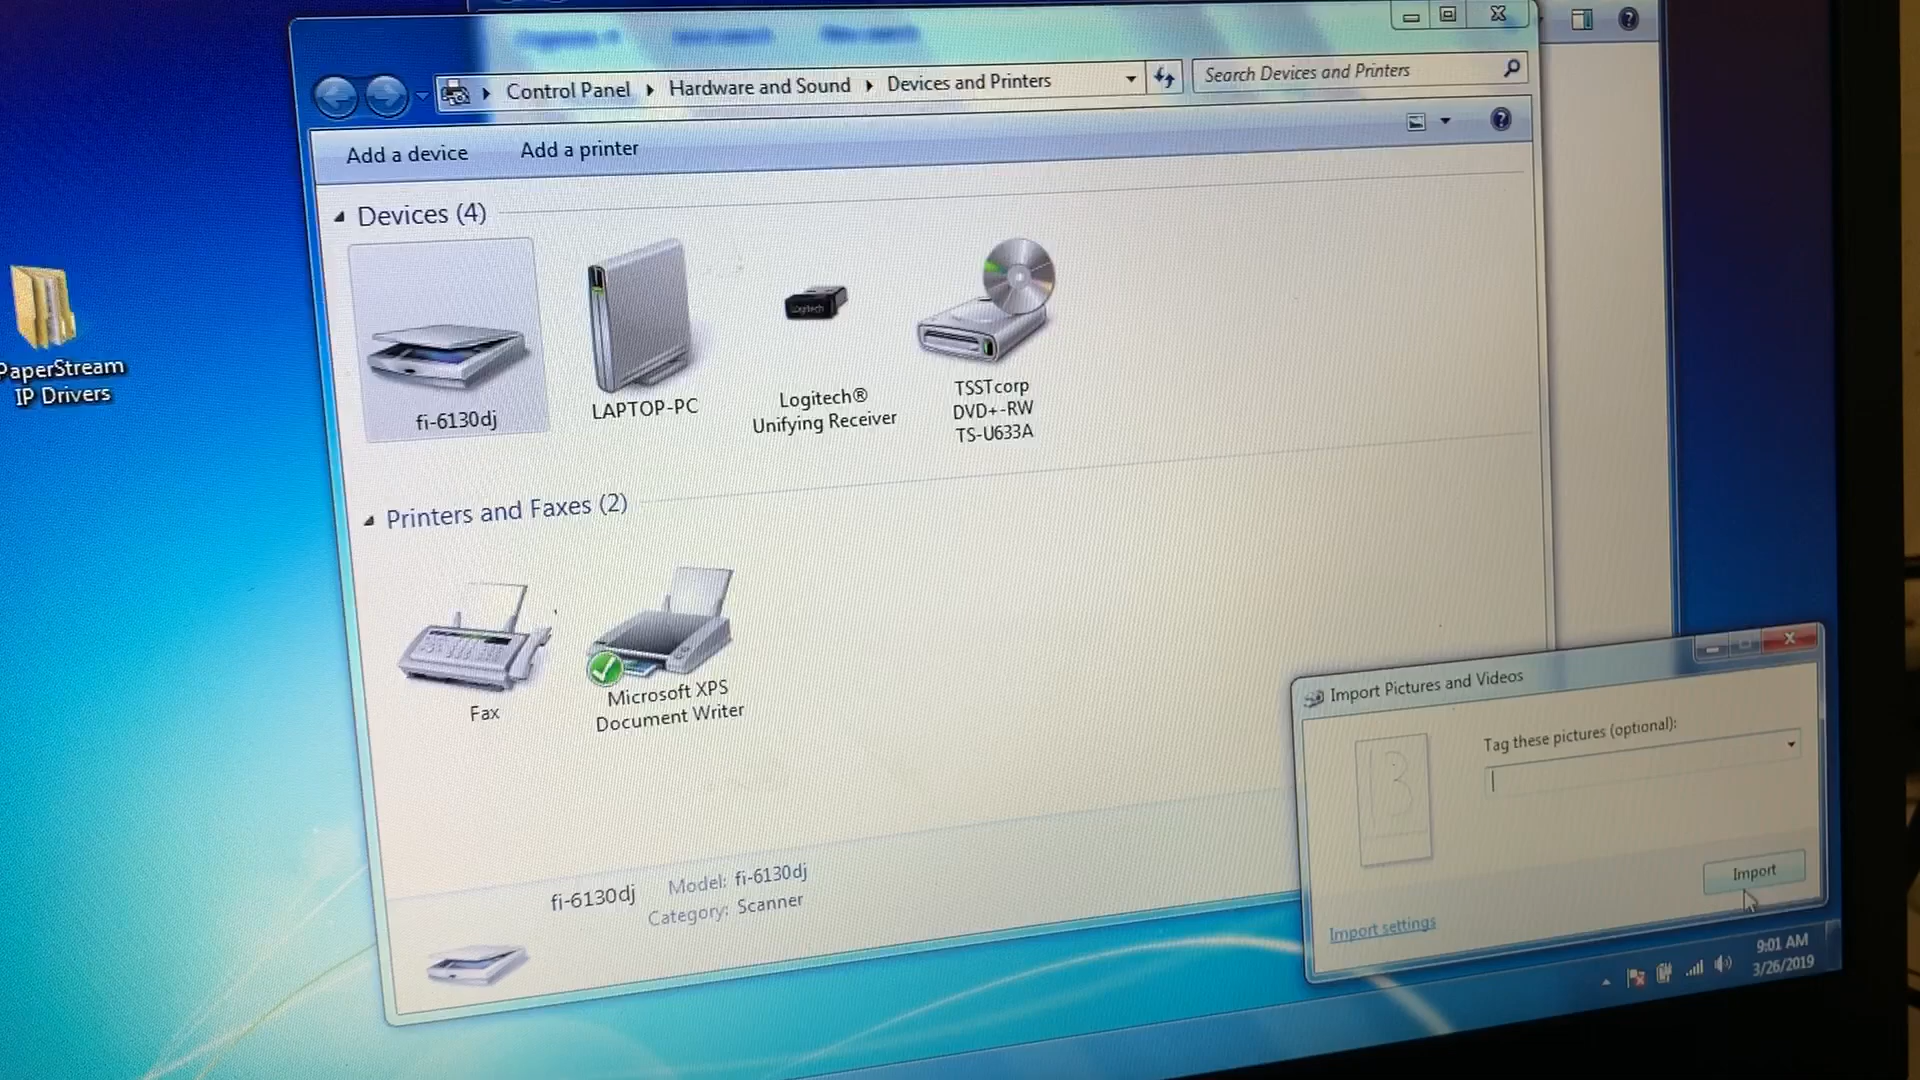 Control Panel ▸ Hardware and Sound ▸ Devices and Printers
Search Devices and Printers
Add a device
Add a printer
Devices (4)
fi-6130dj
LAPTOP-PC
Logitech
Logitech®
Unifying Receiver
TSSTcorp
DVD+-RW
TS-U633A
PaperStream
IP Drivers
Printers and Faxes (2)
Fax
Microsoft XPS
Document Writer
fi-6130dj
Model: fi-6130dj
Category: Scanner
Import Pictures and Videos
Tag these pictures (optional):
B
Import
Import settings
9:01 AM
3/26/2019